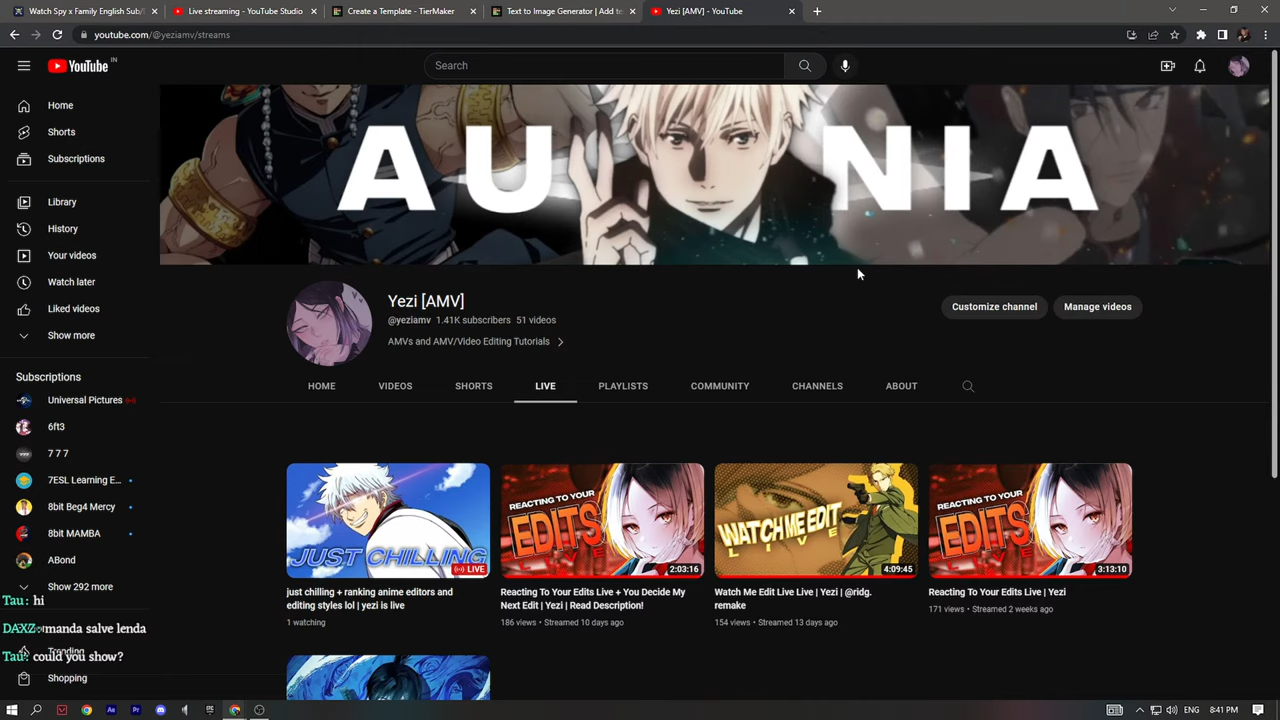 Watch Spy x Family English Sub/
Live streaming - YouTube Studio
Create a Template - TierMaker
Text to Image Generator | Add te
Yezi [AMV] - YouTube
youtube.com/@yeziamv/streams
YouTube IN
Search
Home
Shorts
Subscriptions
Library
History
Your videos
Watch later
Liked videos
Show more
Subscriptions
Universal Pictures
6ft3
7 7 7
7ESL Learning E...
8bit Beg4 Mercy
8bit MAMBA
ABond
Show 292 more
Tau: hi
DAXZ: manda salve lenda
Trending
Tau: could you show?
Shopping
AU NIA
Yezi [AMV]
@yeziamv 1.41K subscribers 51 videos
AMVs and AMV/Video Editing Tutorials
Customize channel
Manage videos
HOME VIDEOS SHORTS LIVE PLAYLISTS COMMUNITY CHANNELS ABOUT
JUST CHILLING
LIVE
just chilling + ranking anime editors and
editing styles lol | yezi is live
1 watching
REACTING TO YOUR
EDITS
LIVE
2:03:16
Reacting To Your Edits Live + You Decide My
Next Edit | Yezi | Read Description!
186 views • Streamed 10 days ago
WATCH ME EDIT
LIVE
4:09:45
Watch Me Edit Live Live | Yezi | @ridg.
remake
154 views • Streamed 13 days ago
REACTING TO YOUR
EDITS
LIVE
3:13:10
Reacting To Your Edits Live | Yezi
171 views • Streamed 2 weeks ago
Ae
Pr
EPIC
ENG
8:41 PM